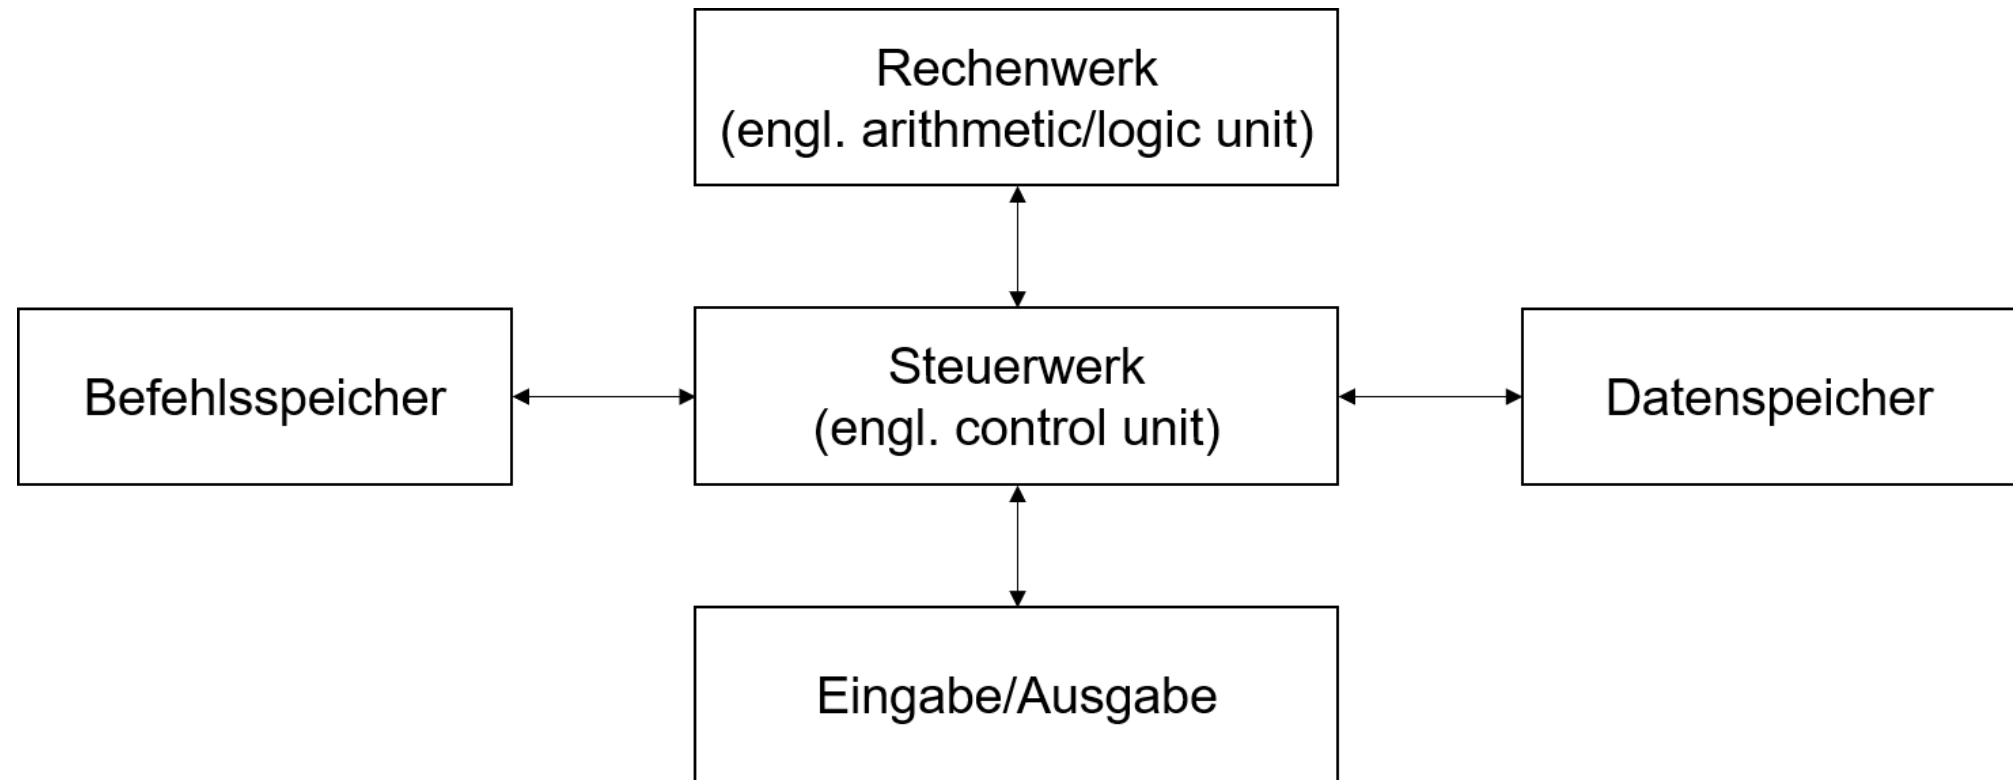 Rechenwerk
(engl. arithmetic/logic unit)
Befehlsspeicher
Steuerwerk
(engl. control unit)
Datenspeicher
Eingabe/Ausgabe